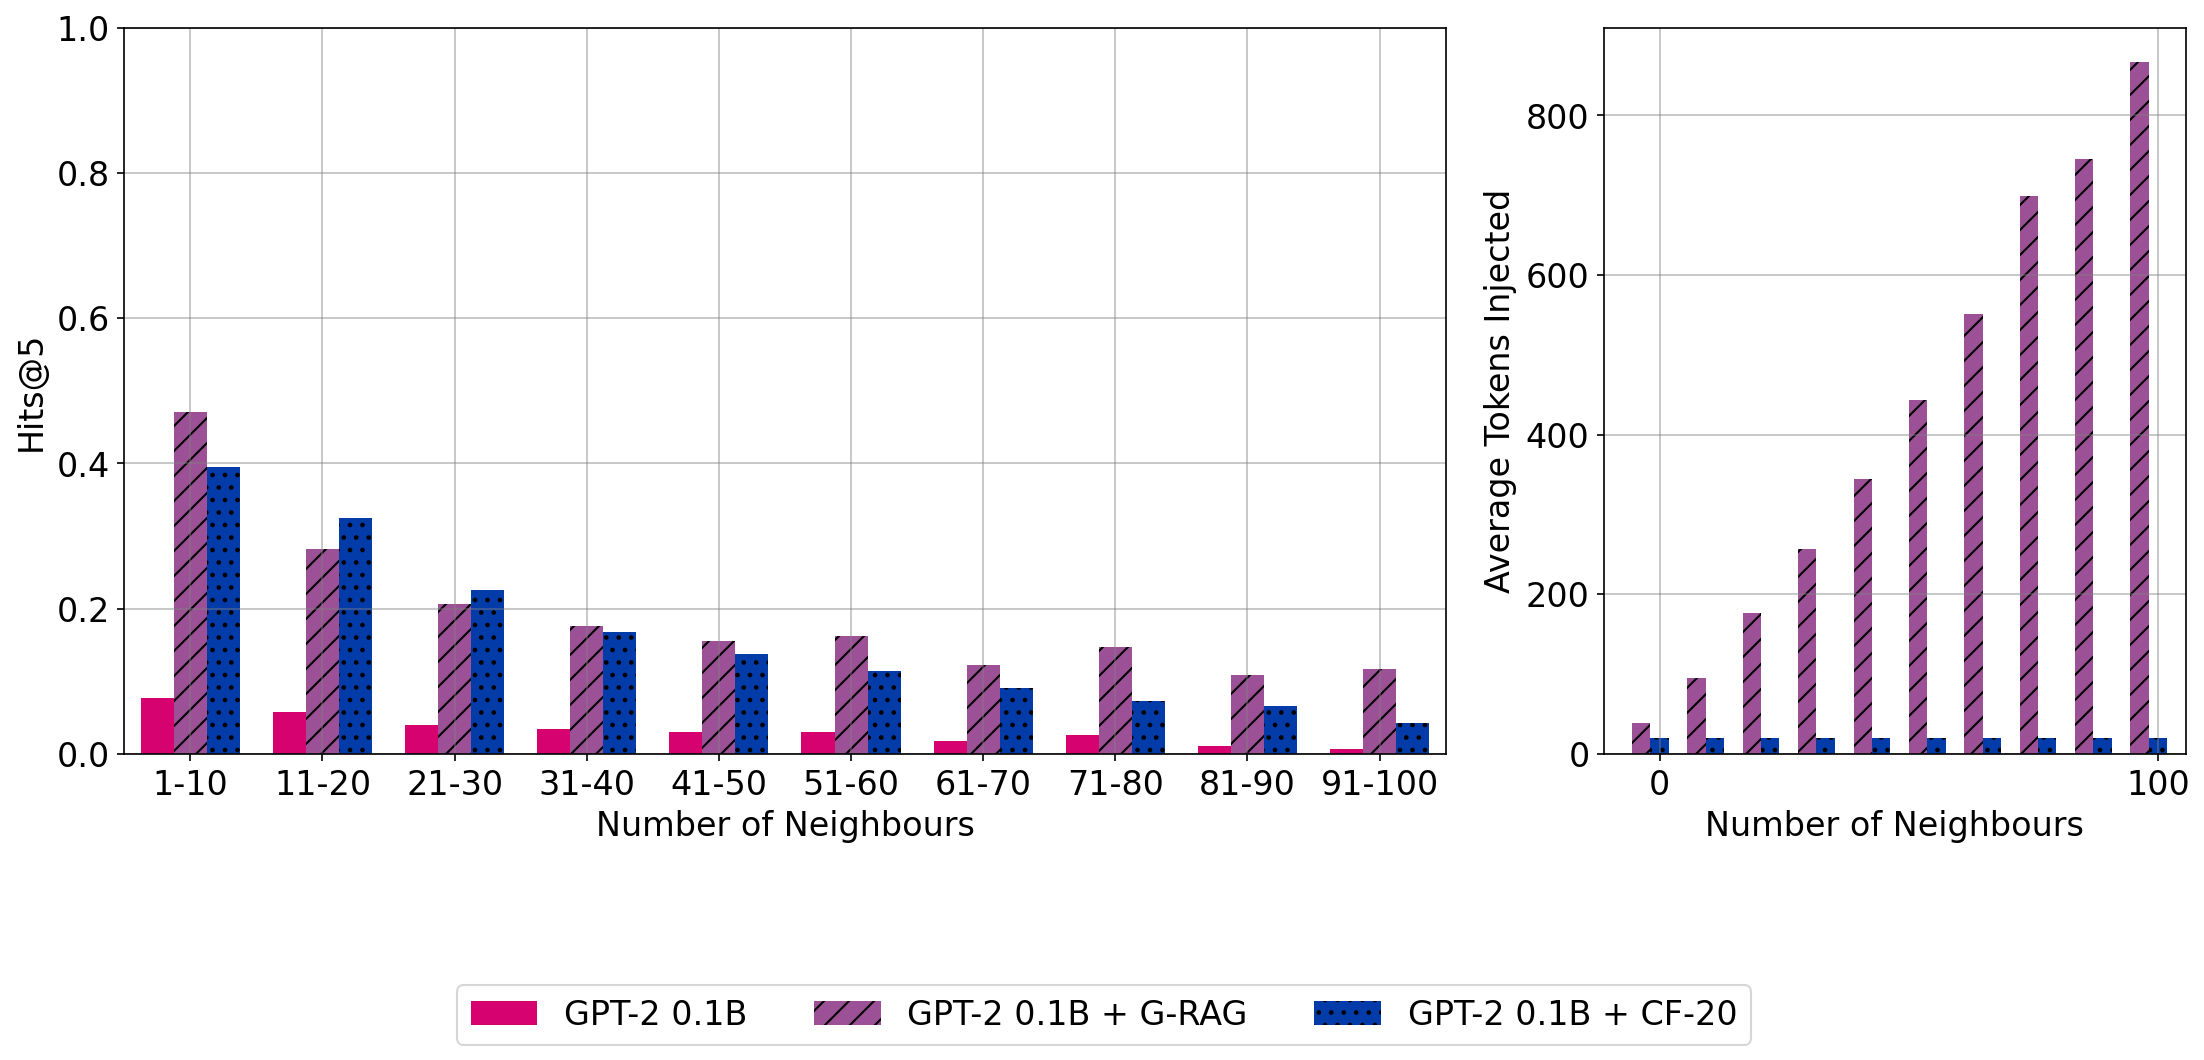 1.0
0.8
0.6
0.4
0.2
0.0
Hits@5
1-10 11-20 21-30 31-40 41-50 51-60 61-70 71-80 81-90 91-100
Number of Neighbours
800
600
400
200
0
Average Tokens Injected
0 100
Number of Neighbours
GPT-2 0.1B GPT-2 0.1B + G-RAG GPT-2 0.1B + CF-20